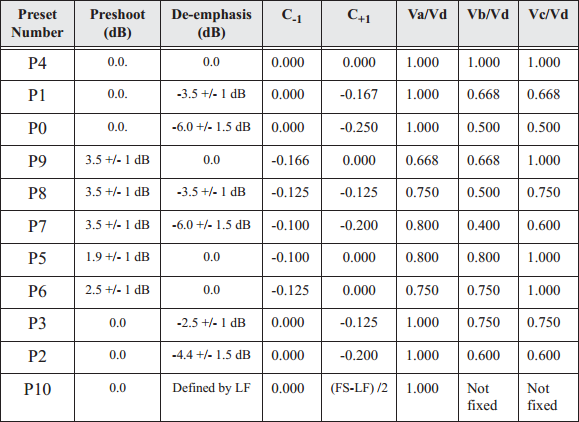 Preset Number Preshoot (dB) De-emphasis (dB) C-1 C+1 Va/Vd Vb/Vd Vc/Vd
P4 0.0. 0.0 0.000 0.000 1.000 1.000 1.000
P1 0.0. -3.5 +/- 1 dB 0.000 -0.167 1.000 0.668 0.668
P0 0.0. -6.0 +/- 1.5 dB 0.000 -0.250 1.000 0.500 0.500
P9 3.5 +/- 1 dB 0.0 -0.166 0.000 0.668 0.668 1.000
P8 3.5 +/- 1 dB -3.5 +/- 1 dB -0.125 -0.125 0.750 0.500 0.750
P7 3.5 +/- 1 dB -6.0 +/- 1.5 dB -0.100 -0.200 0.800 0.400 0.600
P5 1.9 +/- 1 dB 0.0 -0.100 0.000 0.800 0.800 1.000
P6 2.5 +/- 1 dB 0.0 -0.125 0.000 0.750 0.750 1.000
P3 0.0 -2.5 +/- 1 dB 0.000 -0.125 1.000 0.750 0.750
P2 0.0 -4.4 +/- 1.5 dB 0.000 -0.200 1.000 0.600 0.600
P10 0.0 Defined by LF 0.000 (FS-LF) /2 1.000 Not fixed Not fixed